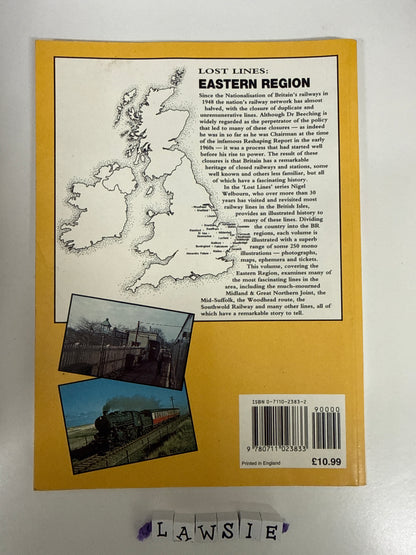 LOST LINES:
EASTERN REGION
Since the Nationalisation of Britain's railways in
1948 the nation's railway network has almost
halved, with the closure of duplicate and
unremunerative lines. Although Dr Beeching is
widely regarded as the perpetrator of the policy
that led to many of these closures — as indeed
he was in so far as he was Chairman at the time
of the infamous Reshaping Report in the early
1960s — it was a process that had started well
before his rise to power. The result of these
closures is that Britain has a remarkable
heritage of closed railways and stations, some
well known and others less familiar, but all
of which have a fascinating history.
In the 'Lost Lines' series Nigel
Welbourn, who over more than 30
years has visited and revisited most
railway lines in the British Isles,
provides an illustrated history to
many of these lines. Dividing
the country into the BR
regions, each volume is
illustrated with a superb
range of some 250 mono
illustrations — photographs,
maps, ephemera and tickets.
This volume, covering the
Eastern Region, examines many of
the most fascinating lines in the
area, including the much-mourned
Midland & Great Northern Joint, the
Mid-Suffolk, the Woodhead route, the
Southwold Railway and many other lines, all
of which have a remarkable story to tell.
ISBN 0-7110-2383-2
90000
9 780711 023833
Printed in England
£10.99
LAWSIE